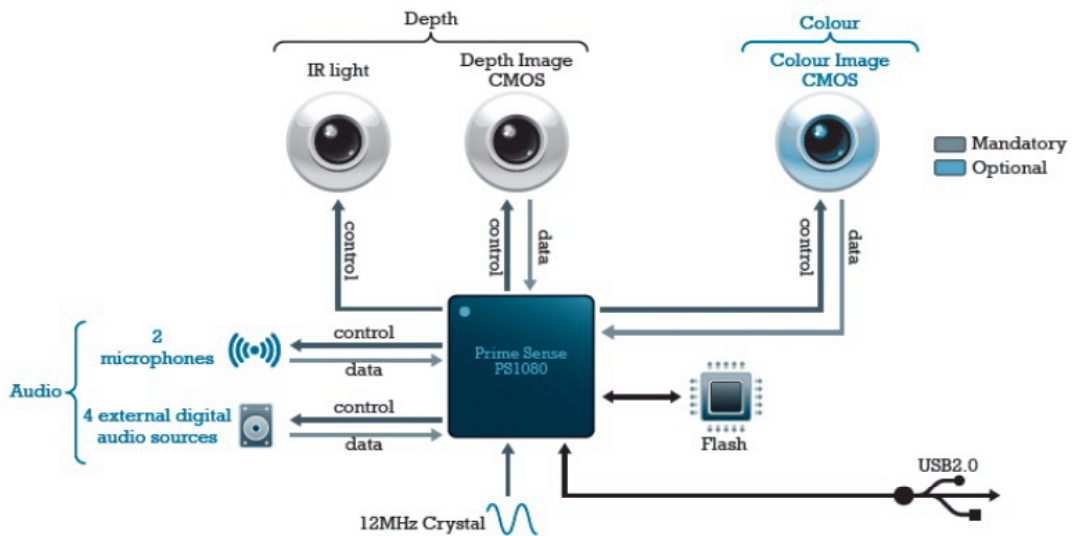 Depth
Colour
IR light
Depth Image
CMOS
Colour Image
CMOS
Mandatory
Optional
control
control
data
control
data
2
microphones
control
data
Prime Sense
PS1080
Audio
4 external digital
audio sources
control
data
Flash
USB2.0
12MHz Crystal